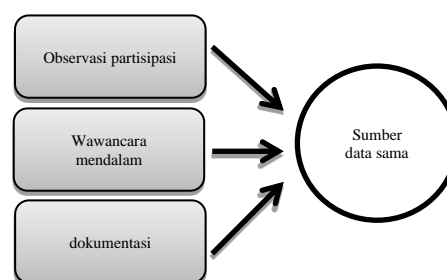 Observasi partisipasi
Wawancara
mendalam
dokumentasi
Sumber
data sama